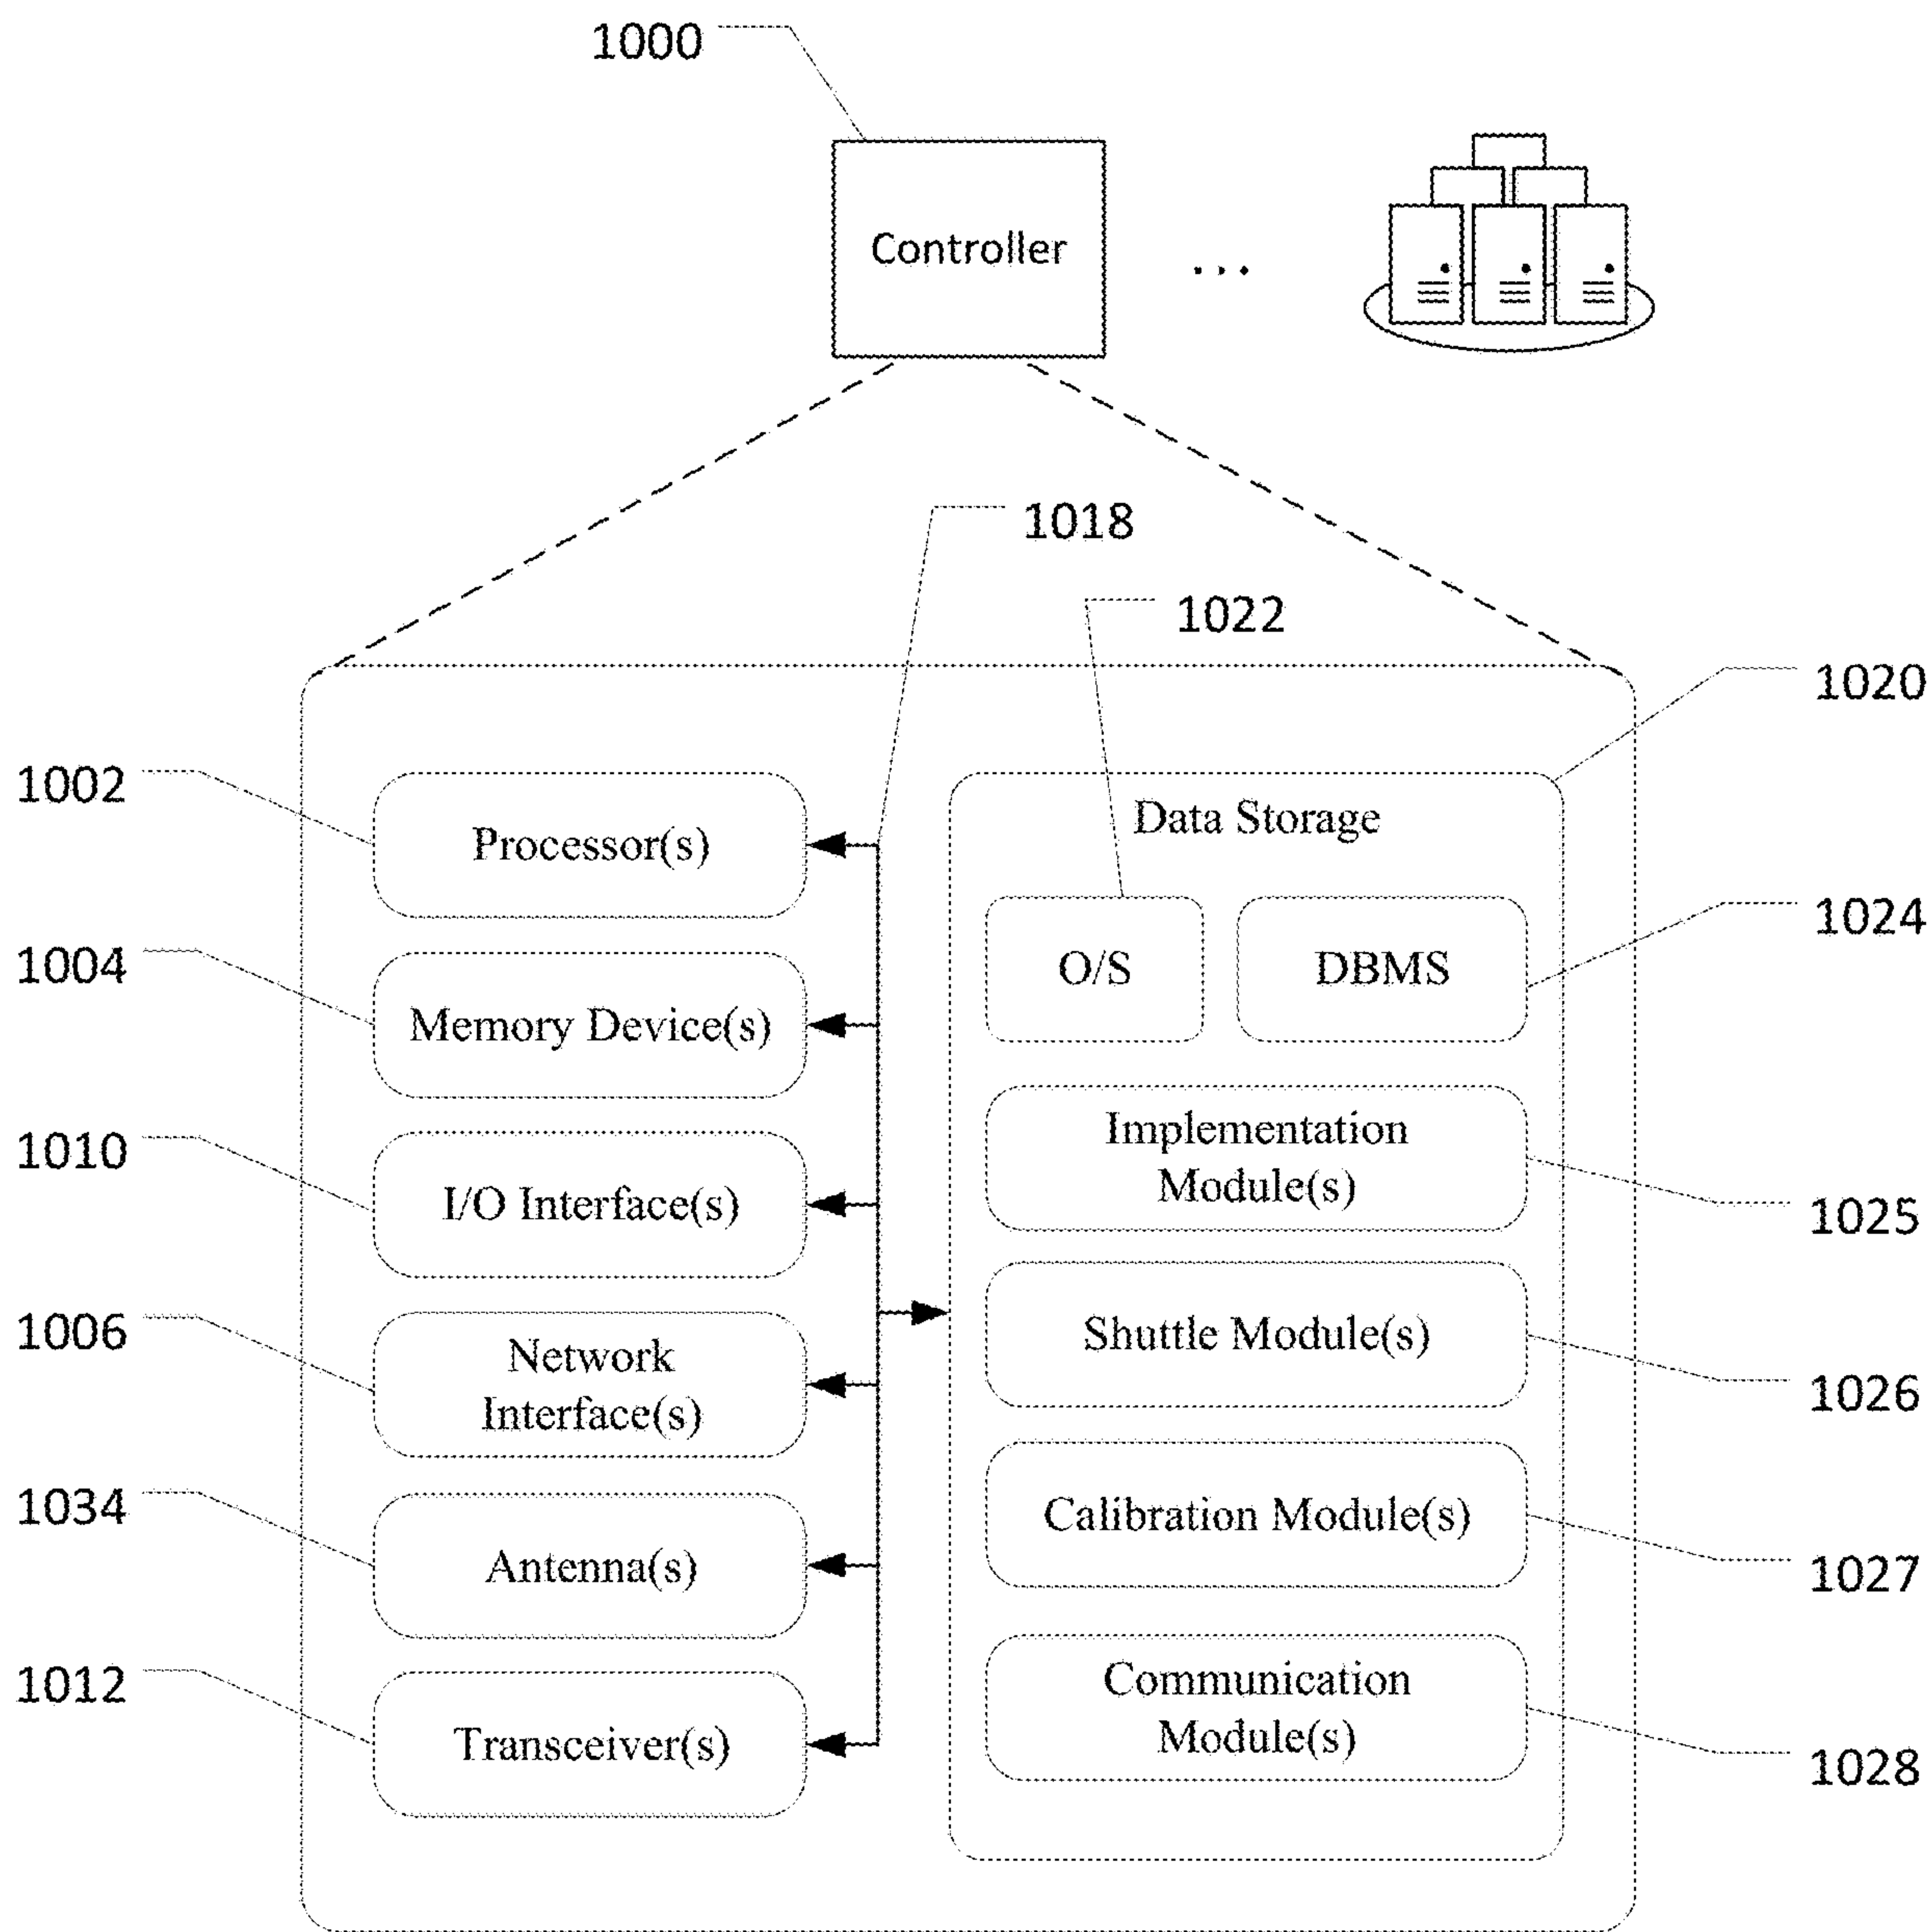 1000
Controller
...
1018
1022
1020
1002
Processor(s)
Data Storage
1004
Memory Device(s)
O/S
DBMS
1024
1010
I/O Interface(s)
Implementation
Module(s)
1025
1006
Network
Interface(s)
Shuttle Module(s)
1026
1034
Antenna(s)
Calibration Module(s)
1027
1012
Transceiver(s)
Communication
Module(s)
1028